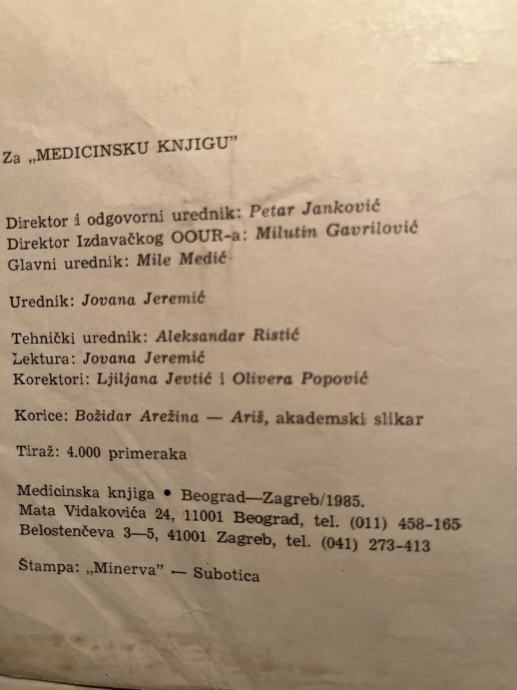 Za „MEDICINSKU KNJIGU”
Direktor i odgovorni urednik: Petar Janković
Direktor Izdavačkog OOUR-a: Milutin Gavrilović
Glavni urednik: Mile Medić
Urednik: Jovana Jeremić
Tehnički urednik: Aleksandar Ristić
Lektura: Jovana Jeremić
Korektori: Ljiljana Jevtić i Olivera Popović
Korice: Božidar Arežina — Ariš, akademski slikar
Tiraž: 4.000 primeraka
Medicinska knjiga • Beograd—Zagreb/1985.
Mata Vidakovića 24, 11001 Beograd, tel. (011) 458-165
Belostenčeva 3—5, 41001 Zagreb, tel. (041) 273-413
Štampa: „Minerva” — Subotica